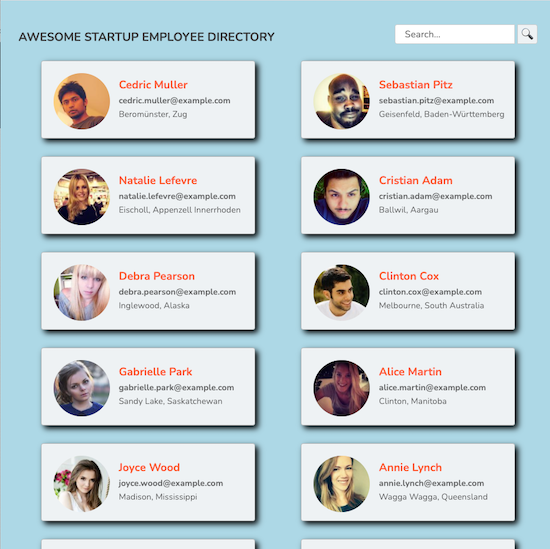 AWESOME STARTUP EMPLOYEE DIRECTORY
Search...
Cedric Muller
cedric.muller@example.com
Beromünster, Zug
Sebastian Pitz
sebastian.pitz@example.com
Geisenfeld, Baden-Württemberg
Natalie Lefevre
natalie.lefevre@example.com
Eischoll, Appenzell Innerrhoden
Cristian Adam
cristian.adam@example.com
Ballwil, Aargau
Debra Pearson
debra.pearson@example.com
Inglewood, Alaska
Clinton Cox
clinton.cox@example.com
Melbourne, South Australia
Gabrielle Park
gabrielle.park@example.com
Sandy Lake, Saskatchewan
Alice Martin
alice.martin@example.com
Clinton, Manitoba
Joyce Wood
joyce.wood@example.com
Madison, Mississippi
Annie Lynch
annie.lynch@example.com
Wagga Wagga, Queensland